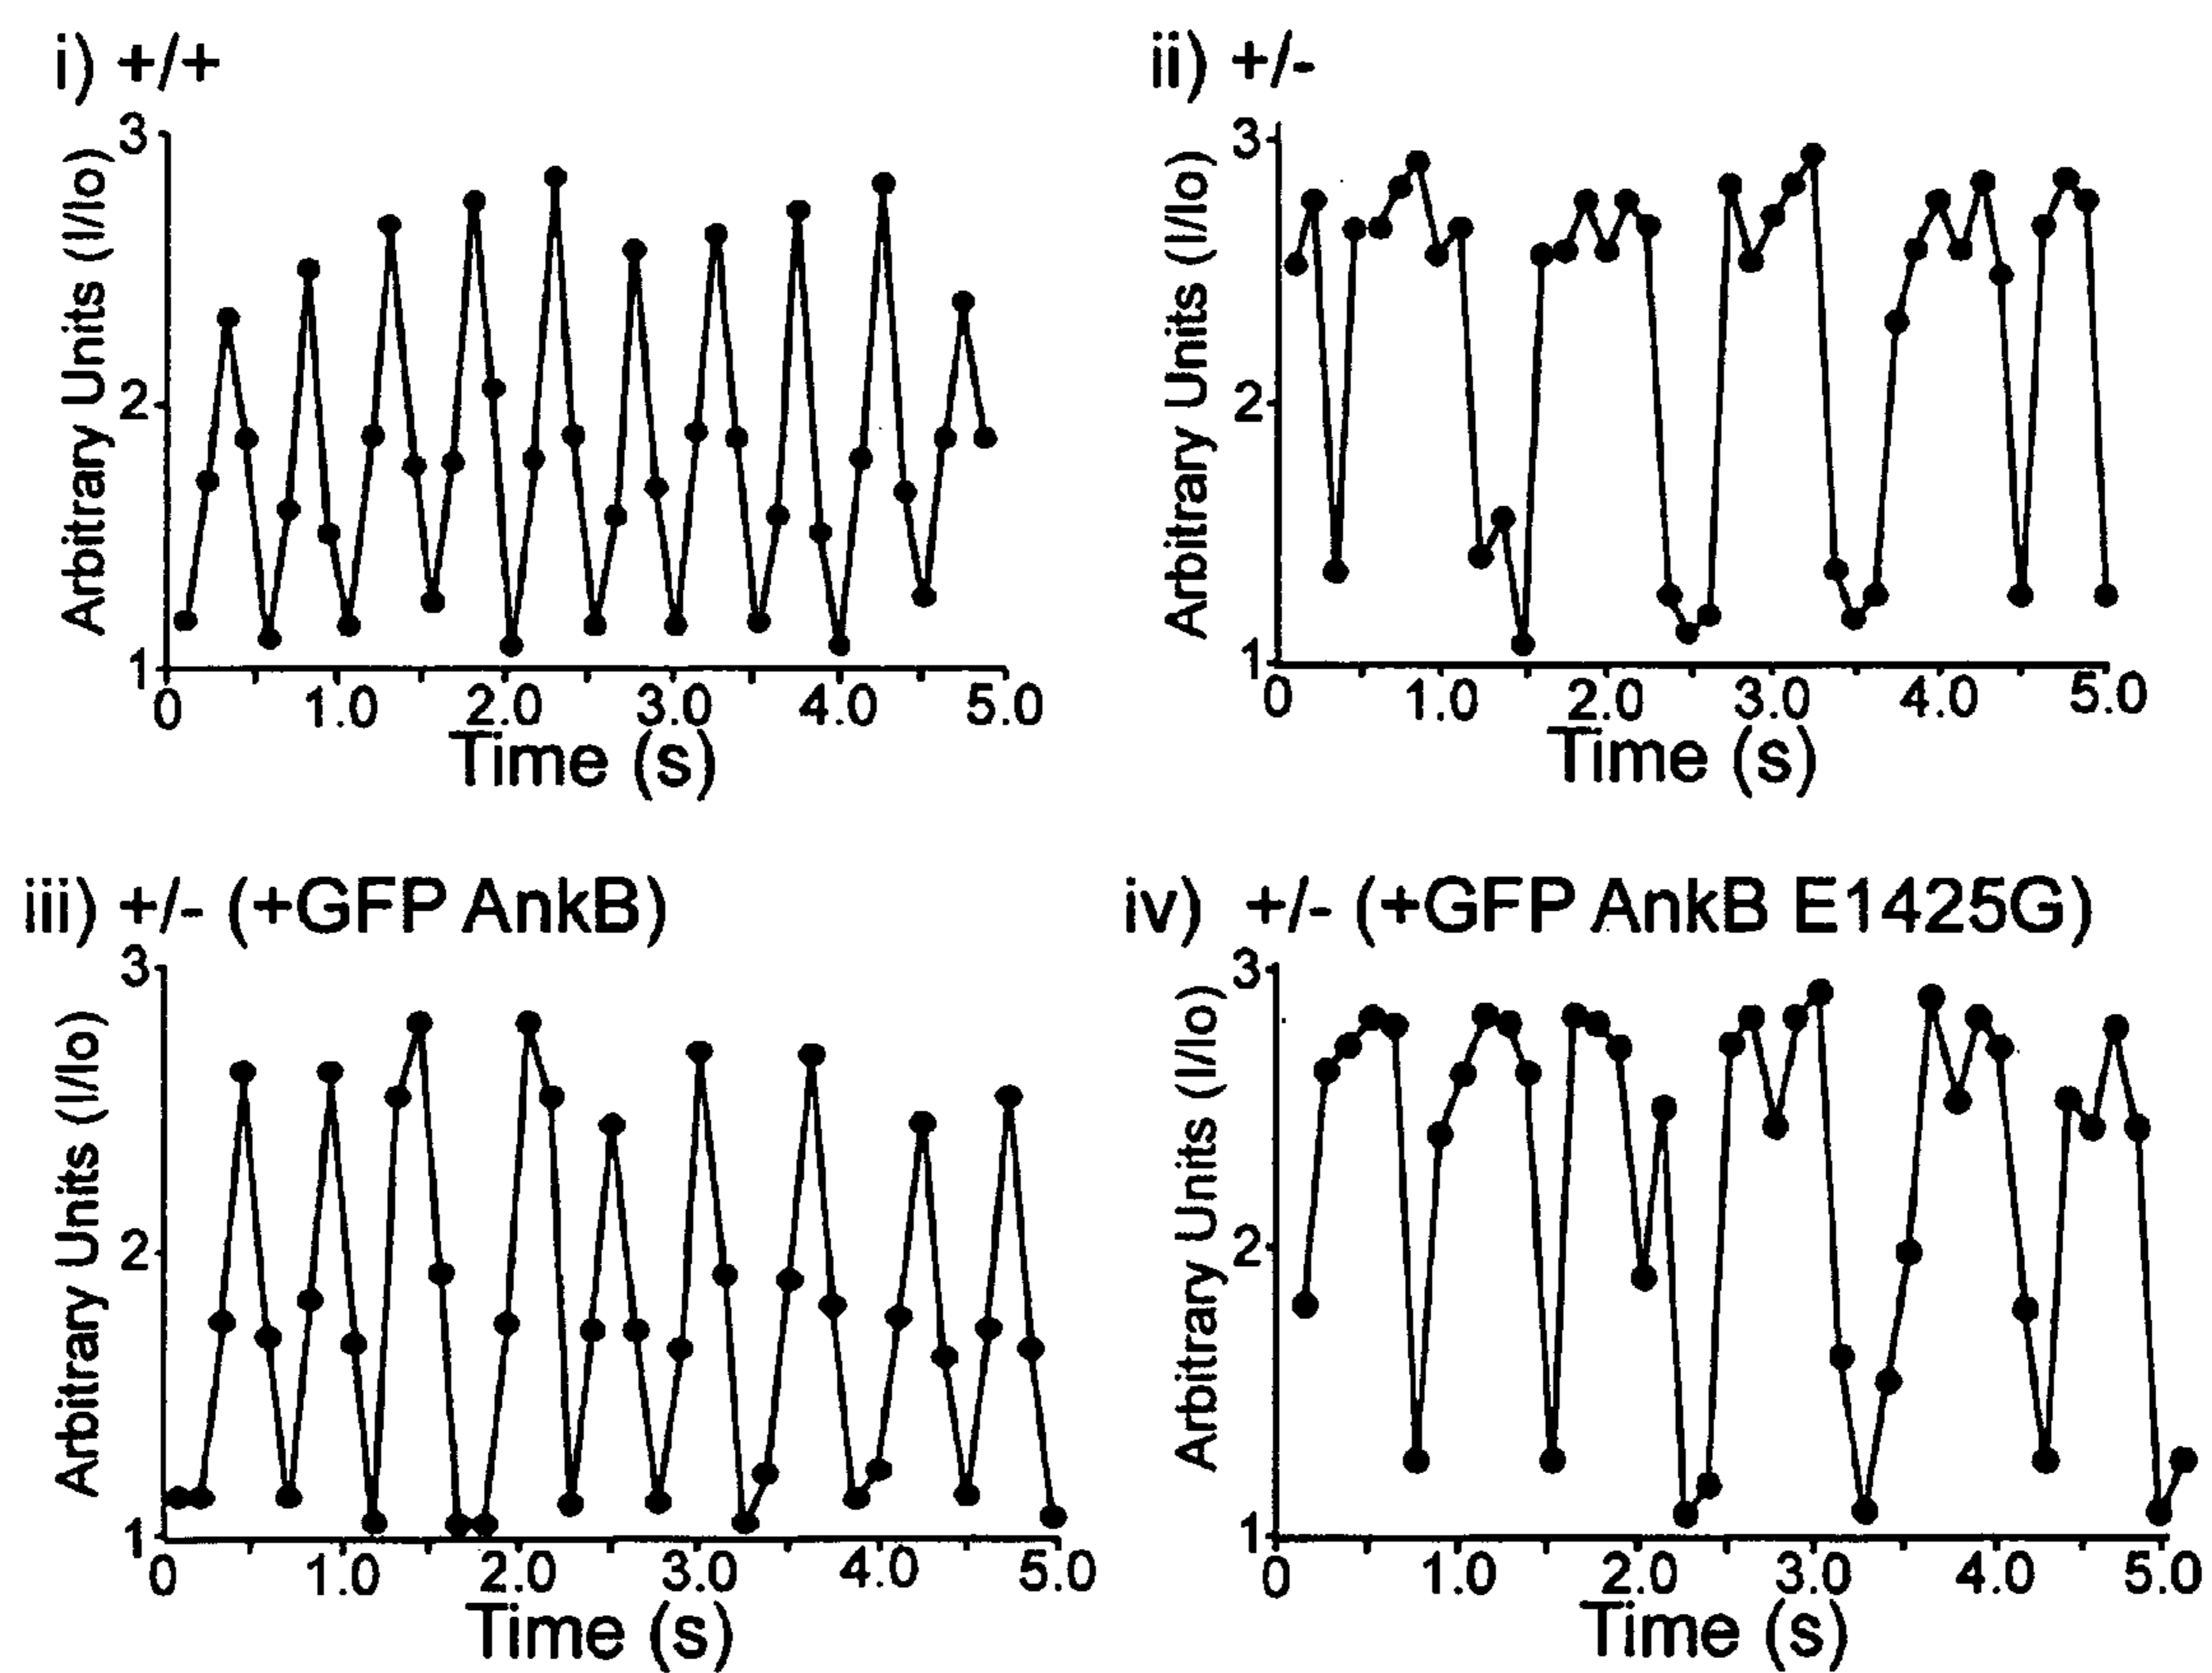 i) +/+
3
2
1
Arbitrary Units (I/Io)
0 1.0 2.0 3.0 4.0 5.0
Time (s)
ii) +/-
3
2
1
Arbitrary Units (I/Io)
0 1.0 2.0 3.0 4.0 5.0
Time (s)
iii) +/- (+GFP AnkB)
3
2
1
Arbitrary Units (I/Io)
0 1.0 2.0 3.0 4.0 5.0
Time (s)
iv) +/- (+GFP AnkB E1425G)
3
2
1
Arbitrary Units (I/Io)
0 1.0 2.0 3.0 4.0 5.0
Time (s)